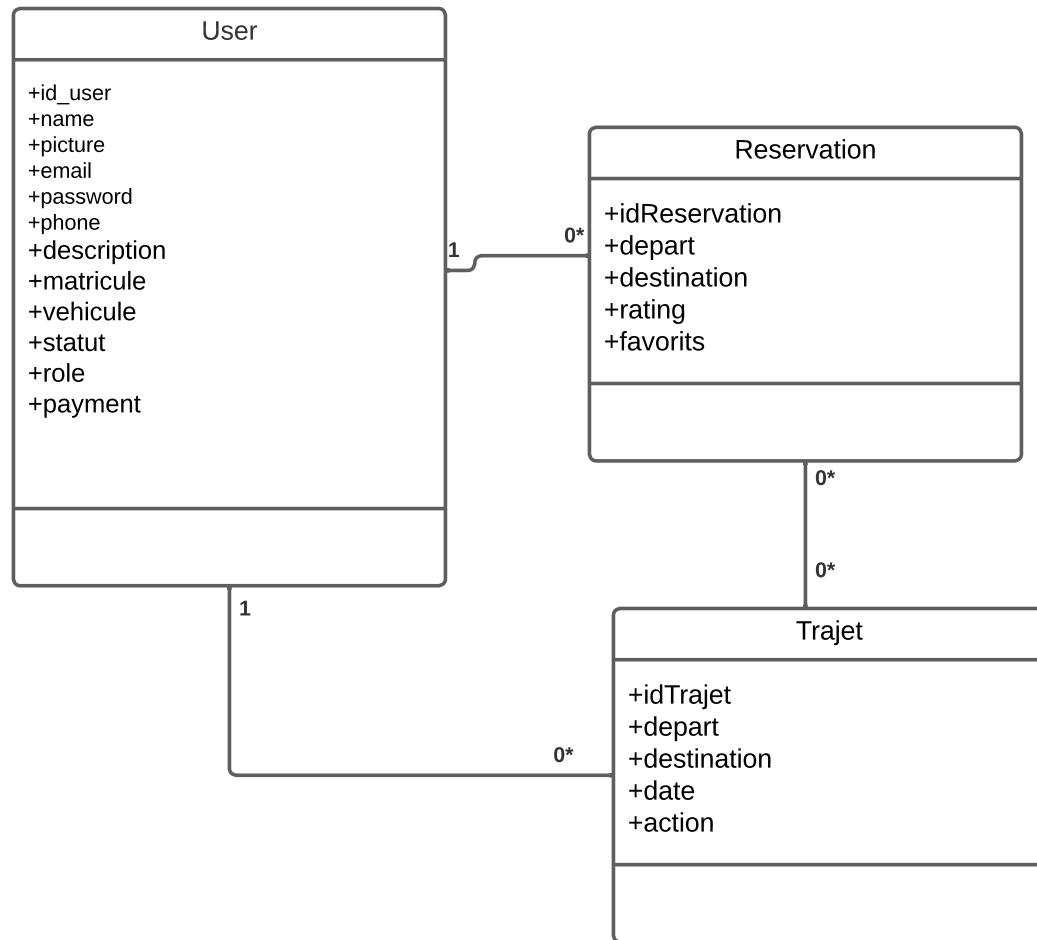 User
+id_user
+name
+picture
+email
+password
+phone
+description
+matricule
+vehicule
+statut
+role
+payment
1
0*
Reservation
+idReservation
+depart
+destination
+rating
+favorits
0*
0*
1
0*
Trajet
+idTrajet
+depart
+destination
+date
+action